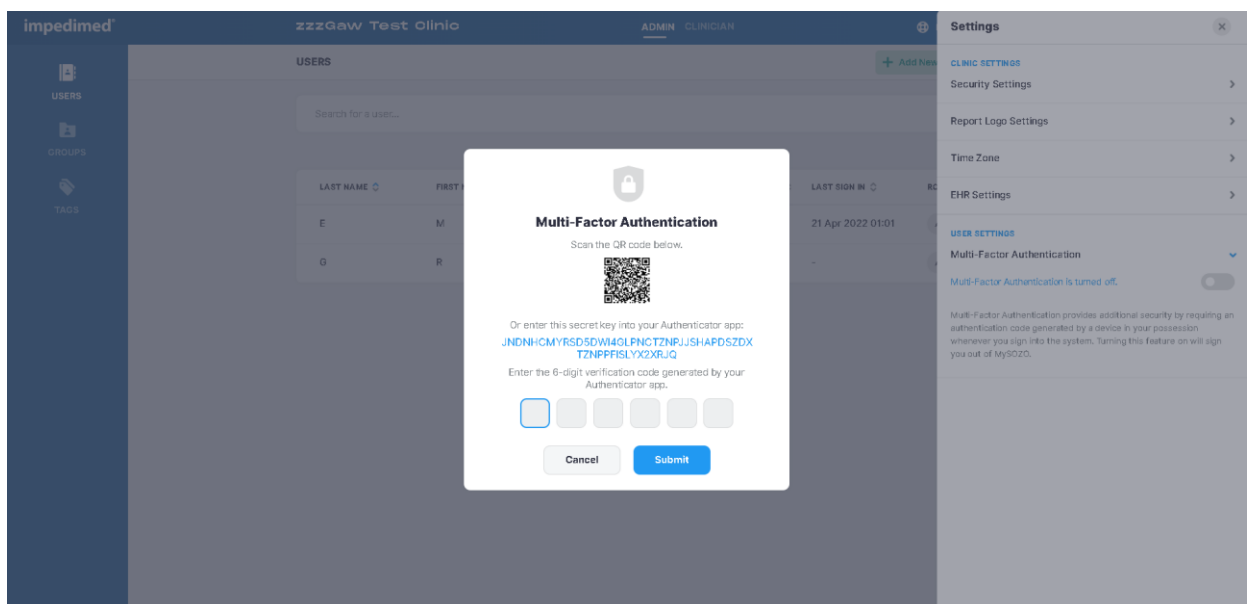 impedimed®
zzzGaw Test Clinic
ADMIN CLINICIAN
Settings
USERS
GROUPS
TAGS
USERS
+ Add New
Search for a user...
LAST NAME FIRST LAST SIGN IN
E M 21 Apr 2022 01:01
G R -
Multi-Factor Authentication
Scan the QR code below.
Or enter this secret key into your Authenticator app:
JNDNHCMYRSD5DWI4GLPNCTZNPJJSHAPDSZDX
TZNPPFISLYX2XRJQ
Enter the 6-digit verification code generated by your
Authenticator app.
Cancel Submit
CLINIC SETTINGS
Security Settings
Report Logo Settings
Time Zone
EHR Settings
USER SETTINGS
Multi-Factor Authentication
Multi-Factor Authentication is turned off.
Multi-Factor Authentication provides additional security by requiring an
authentication code generated by a device in your possession
whenever you sign into the system. Turning this feature on will sign
you out of MySOZO.